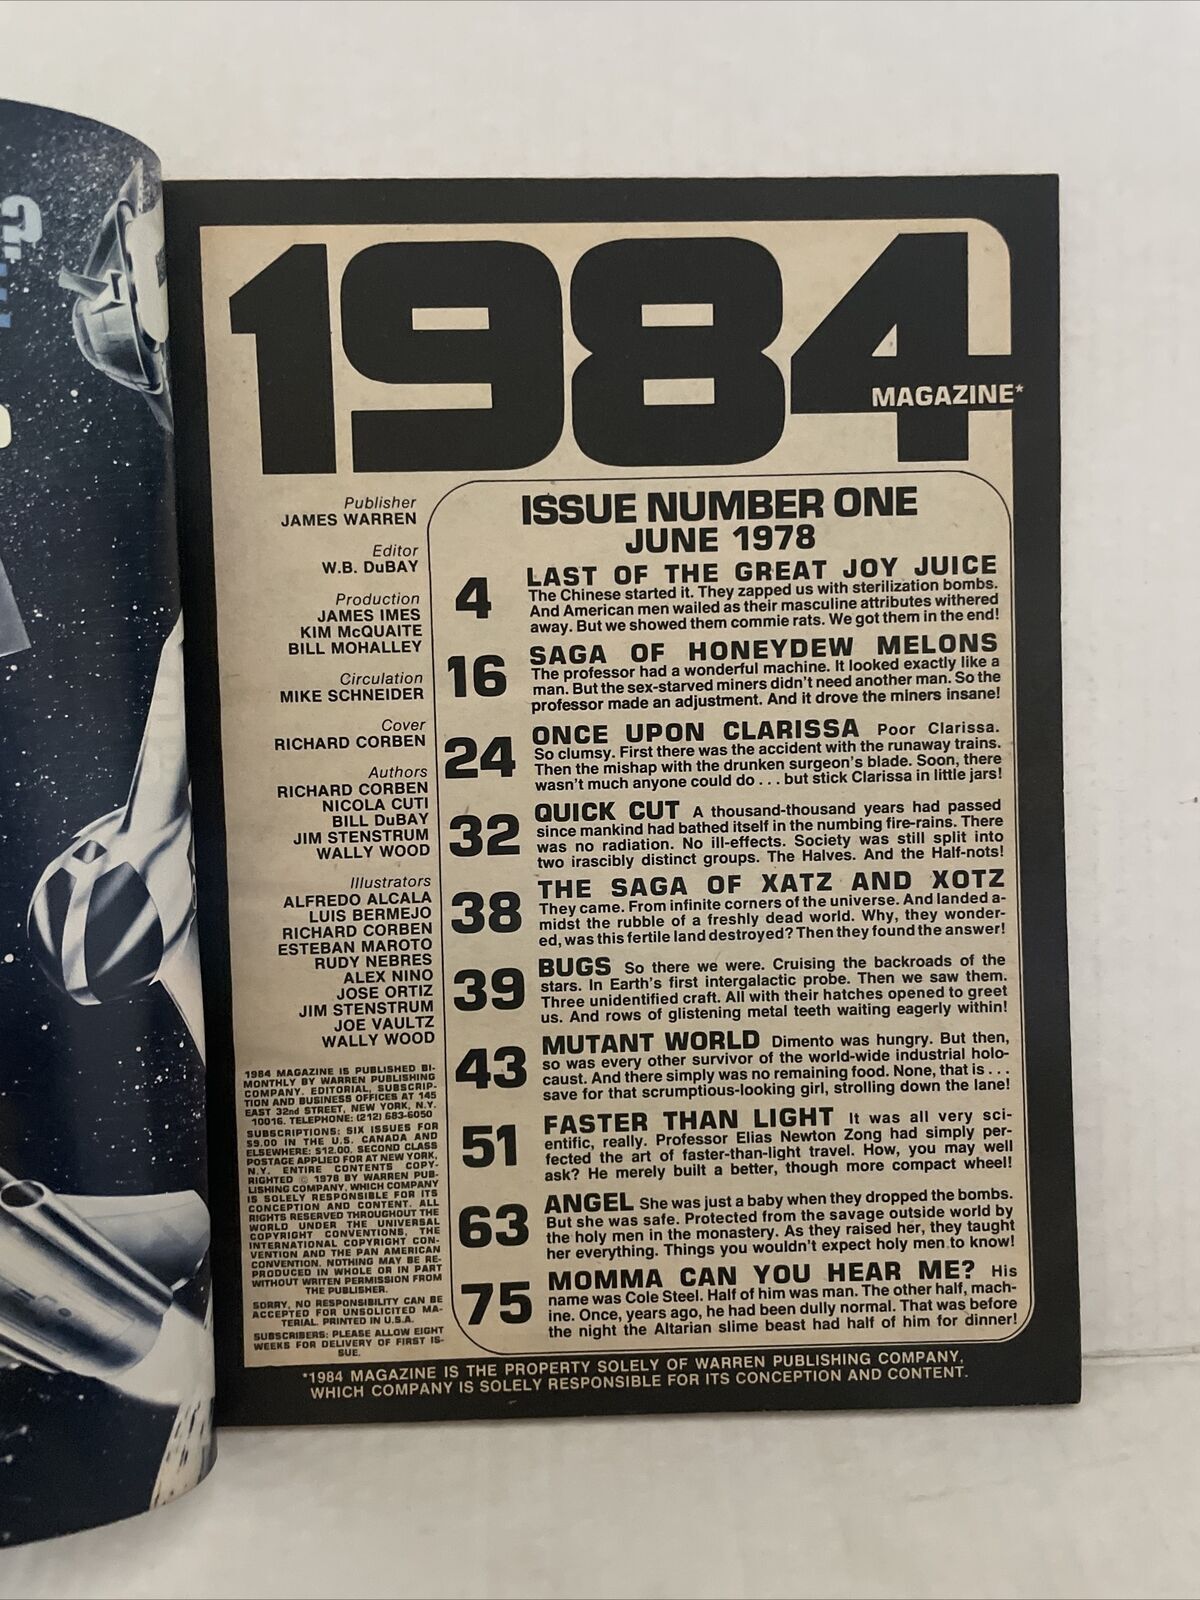 ?"
1984
MAGAZINE*
Publisher
JAMES WARREN
Editor
W.B. DuBAY
Production
JAMES IMES
KIM McQUAITE
BILL MOHALLEY
Circulation
MIKE SCHNEIDER
Cover
RICHARD CORBEN
Authors
RICHARD CORBEN
NICOLA CUTI
BILL DuBAY
JIM STENSTRUM
WALLY WOOD
Illustrators
ALFREDO ALCALA
LUIS BERMEJO
RICHARD CORBEN
ESTEBAN MAROTO
RUDY NEBRES
ALEX NINO
JOSE ORTIZ
JIM STENSTRUM
JOE VAULTZ
WALLY WOOD
1984 MAGAZINE IS PUBLISHED BI-
MONTHLY BY WARREN PUBLISHING
COMPANY. EDITORIAL, SUBSCRIP-
TION AND BUSINESS OFFICES AT 145
EAST 32nd STREET, NEW YORK, N.Y.
10016. TELEPHONE: (212) 683-6050
SUBSCRIPTIONS: SIX ISSUES FOR
$9.00 IN THE U.S. CANADA AND
ELSEWHERE: $12.00. SECOND CLASS
POSTAGE APPLIED FOR AT NEW YORK,
N.Y. ENTIRE CONTENTS COPY-
RIGHTED © 1978 BY WARREN PUB-
LISHING COMPANY, WHICH COMPANY
IS SOLELY RESPONSIBLE FOR ITS
CONCEPTION AND CONTENT. ALL
RIGHTS RESERVED THROUGHOUT THE
WORLD UNDER THE UNIVERSAL
COPYRIGHT CONVENTIONS, THE
INTERNATIONAL COPYRIGHT CON-
VENTION AND THE PAN AMERICAN
CONVENTION. NOTHING MAY BE RE-
PRODUCED IN WHOLE OR IN PART
WITHOUT WRITEN PERMISSION FROM
THE PUBLISHER.
SORRY, NO RESPONSIBILITY CAN BE
ACCEPTED FOR UNSOLICITED MA-
TERIAL. PRINTED IN U.S.A.
SUBSCRIBERS: PLEASE ALLOW EIGHT
WEEKS FOR DELIVERY OF FIRST IS-
SUE.
ISSUE NUMBER ONE
JUNE 1978
4 LAST OF THE GREAT JOY JUICE
The Chinese started it. They zapped us with sterilization bombs.
And American men wailed as their masculine attributes withered
away. But we showed them commie rats. We got them in the end!
16 SAGA OF HONEYDEW MELONS
The professor had a wonderful machine. It looked exactly like a
man. But the sex-starved miners didn't need another man. So the
professor made an adjustment. And it drove the miners insane!
24 ONCE UPON CLARISSA Poor Clarissa.
So clumsy. First there was the accident with the runaway trains.
Then the mishap with the drunken surgeon's blade. Soon, there
wasn't much anyone could do . . . but stick Clarissa in little jars!
32 QUICK CUT A thousand-thousand years had passed
since mankind had bathed itself in the numbing fire-rains. There
was no radiation. No ill-effects. Society was still split into
two irascibly distinct groups. The Halves. And the Half-nots!
38 THE SAGA OF XATZ AND XOTZ
They came. From infinite corners of the universe. And landed a-
midst the rubble of a freshly dead world. Why, they wonder-
ed, was this fertile land destroyed? Then they found the answer!
39 BUGS So there we were. Cruising the backroads of the
stars. In Earth's first intergalactic probe. Then we saw them.
Three unidentified craft. All with their hatches opened to greet
us. And rows of glistening metal teeth waiting eagerly within!
43 MUTANT WORLD Dimento was hungry. But then,
so was every other survivor of the world-wide industrial holo-
caust. And there simply was no remaining food. None, that is . . .
save for that scrumptious-looking girl, strolling down the lane!
51 FASTER THAN LIGHT It was all very sci-
entific, really. Professor Elias Newton Zong had simply per-
fected the art of faster-than-light travel. How, you may well
ask? He merely built a better, though more compact wheel!
63 ANGEL She was just a baby when they dropped the bombs.
But she was safe. Protected from the savage outside world by
the holy men in the monastery. As they raised her, they taught
her everything. Things you wouldn't expect holy men to know!
75 MOMMA CAN YOU HEAR ME? His
name was Cole Steel. Half of him was man. The other half, mach-
ine. Once, years ago, he had been dully normal. That was before
the night the Altarian slime beast had half of him for dinner!
*1984 MAGAZINE IS THE PROPERTY SOLELY OF WARREN PUBLISHING COMPANY,
WHICH COMPANY IS SOLELY RESPONSIBLE FOR ITS CONCEPTION AND CONTENT.